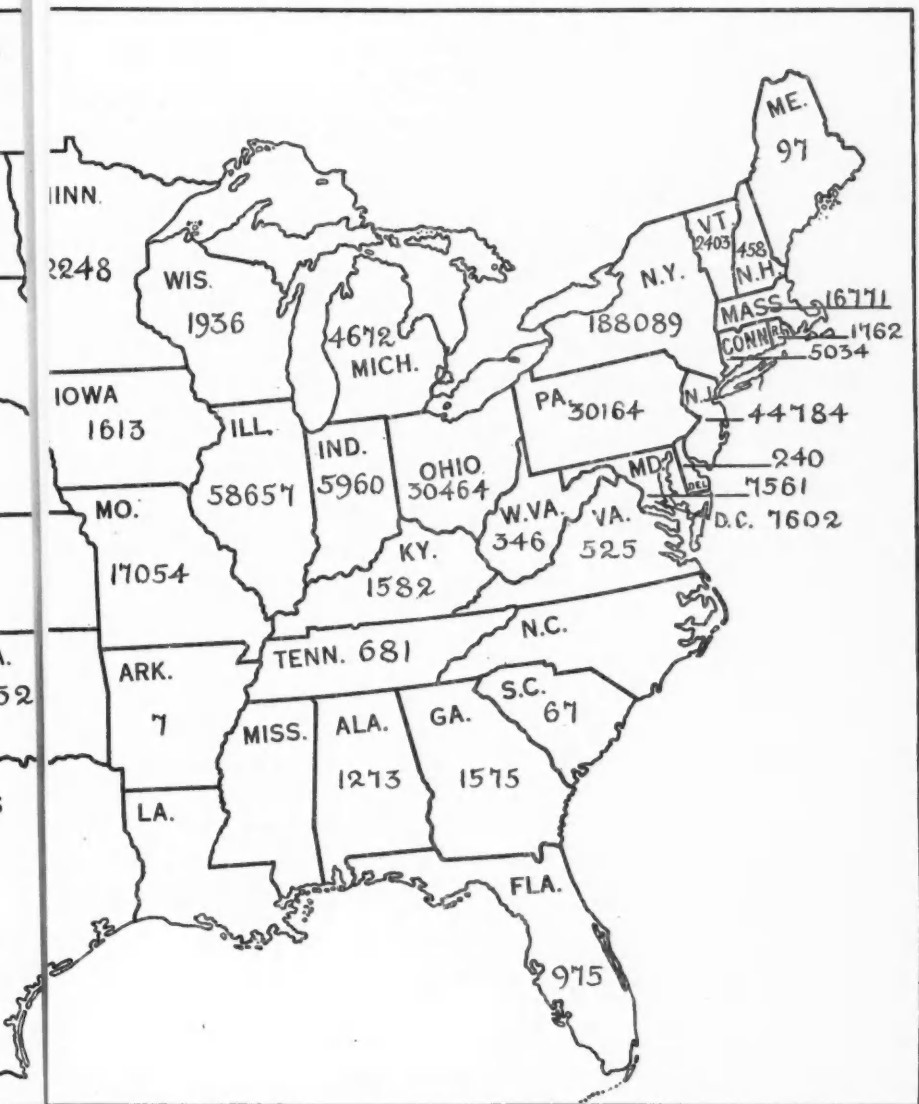 ME.
97
INN.
2248
WIS.
1936
4672
MICH.
N.Y.
188089
VT.
2403
458
N.H.
MASS. 16771
CONN. R.I. 1762
5034
IOWA
1613
ILL.
58657
IND.
5960
OHIO.
30464
PA. 30164
N.J.
44784
240
MD.
DEL.
7561
D.C. 7602
MO.
17054
KY.
1582
W.VA.
346
VA.
525
TENN. 681
N.C.
52
ARK.
7
MISS.
ALA.
1273
GA.
1575
S.C.
67
LA.
FLA.
975